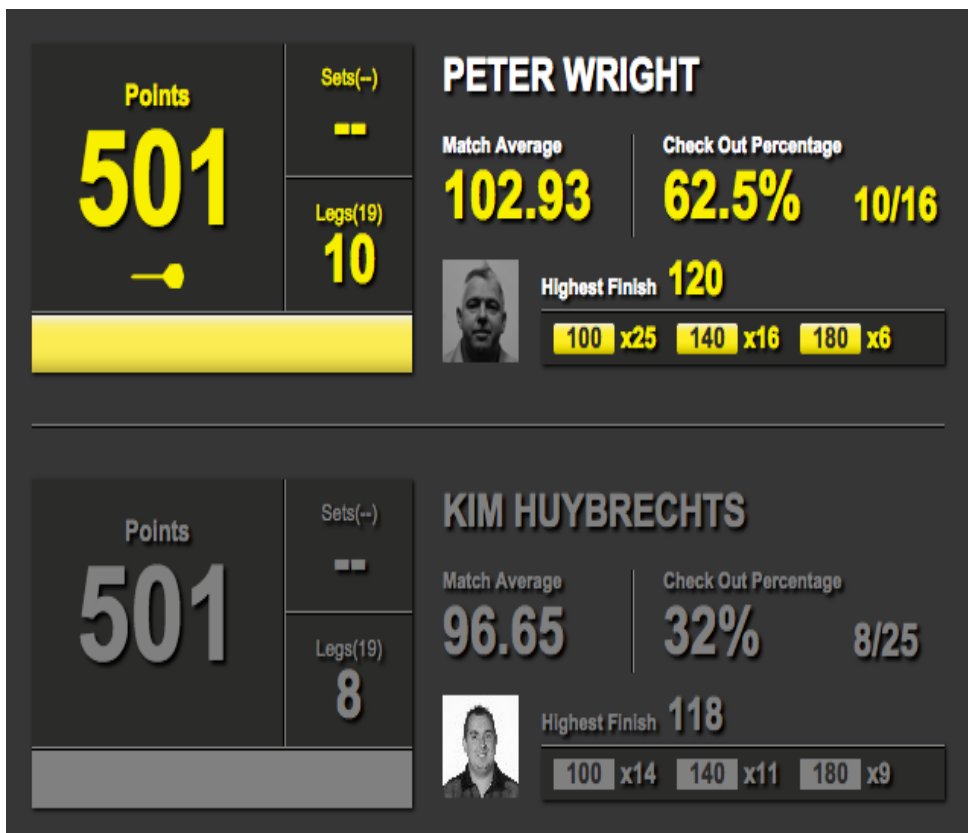 Points
501
Sets(--)
--
Legs(19)
10
PETER WRIGHT
Match Average
102.93
Check Out Percentage
62.5% 10/16
Highest Finish 120
100 x25 140 x16 180 x6
Points
501
Sets(--)
--
Legs(19)
8
KIM HUYBRECHTS
Match Average
96.65
Check Out Percentage
32% 8/25
Highest Finish 118
100 x14 140 x11 180 x9